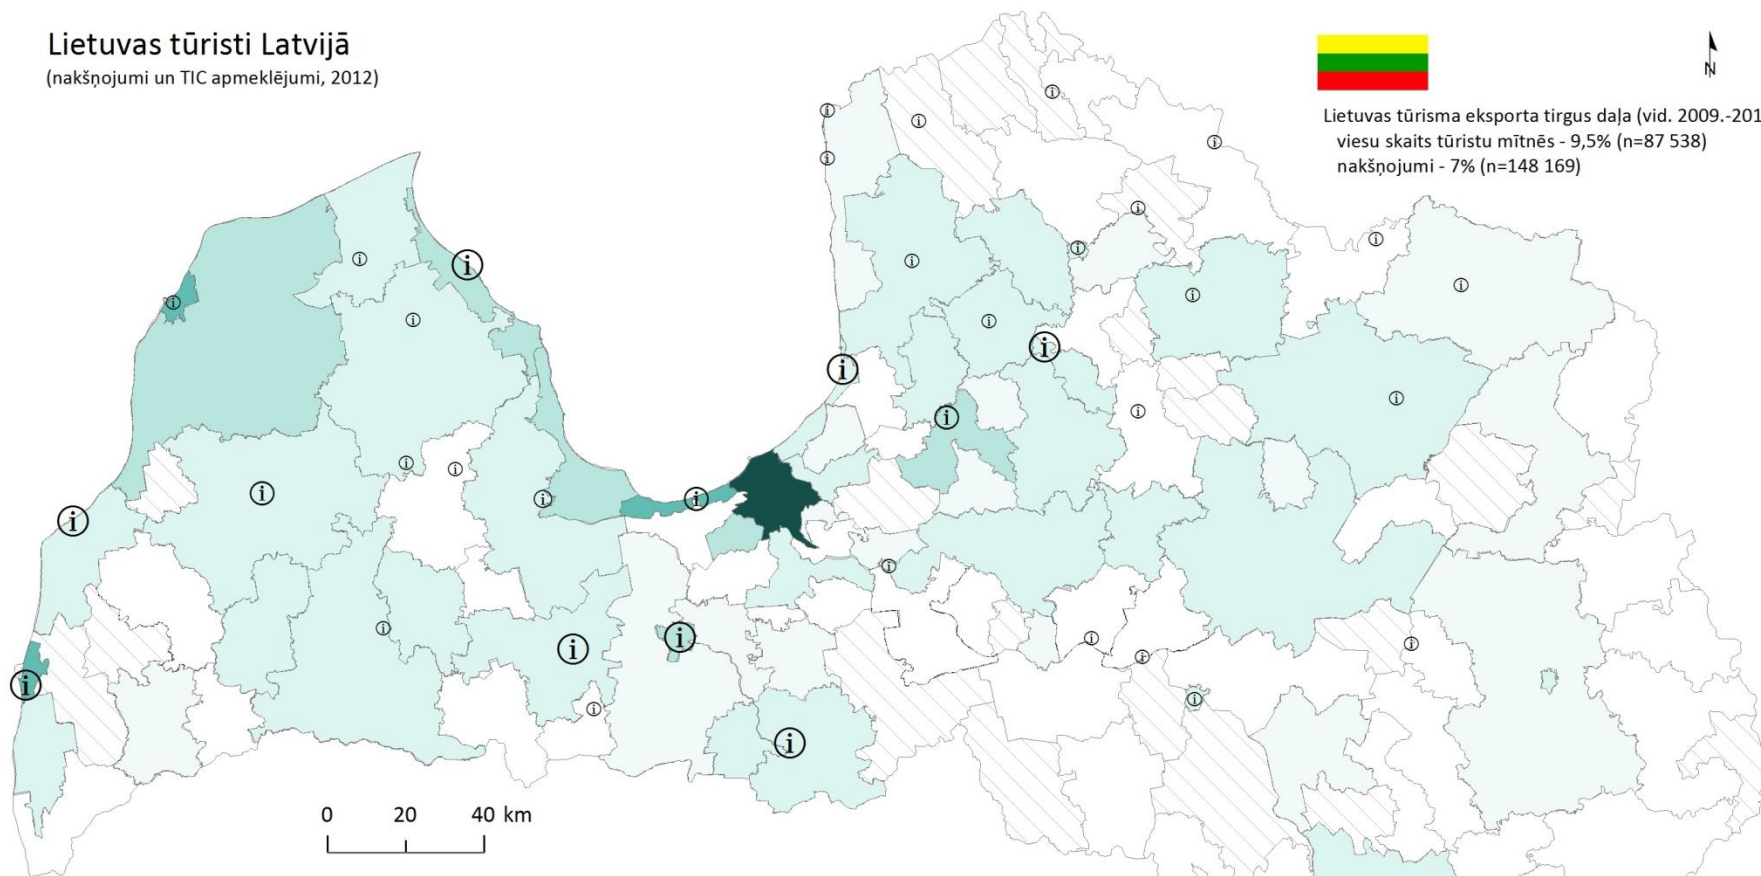 Lietuvas tūristi Latvijā
(nakšņojumi un TIC apmeklējumi, 2012)
N
Lietuvas tūrisma eksporta tirgus daļa (vid. 2009.-201
viesu skaits tūristu mītnēs - 9,5% (n=87 538)
nakšņojumi - 7% (n=148 169)
0 20 40 km